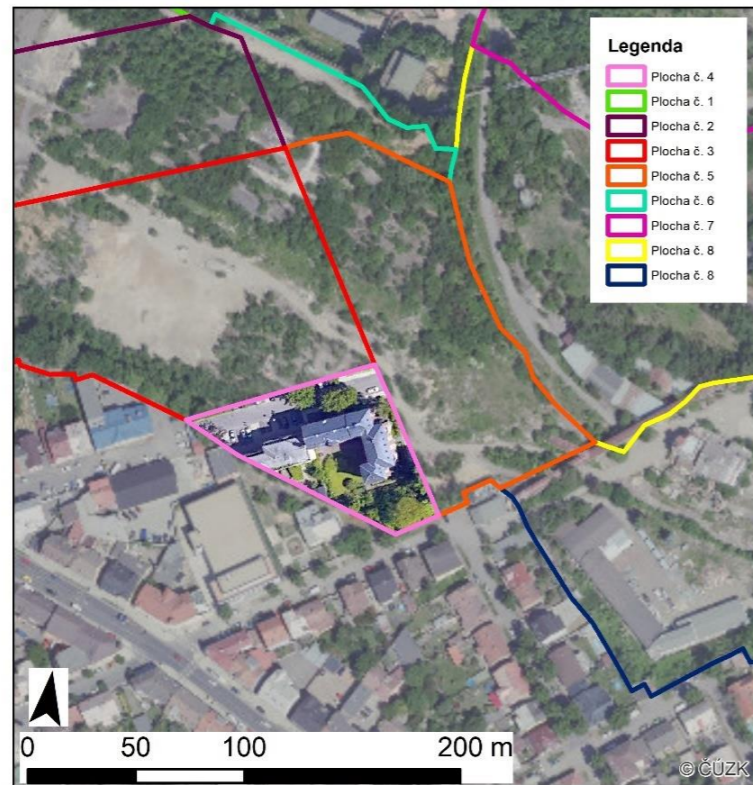 Legenda
Plocha č. 4
Plocha č. 1
Plocha č. 2
Plocha č. 3
Plocha č. 5
Plocha č. 6
Plocha č. 7
Plocha č. 8
Plocha č. 8
0 50 100 200 m
© ČÚZK